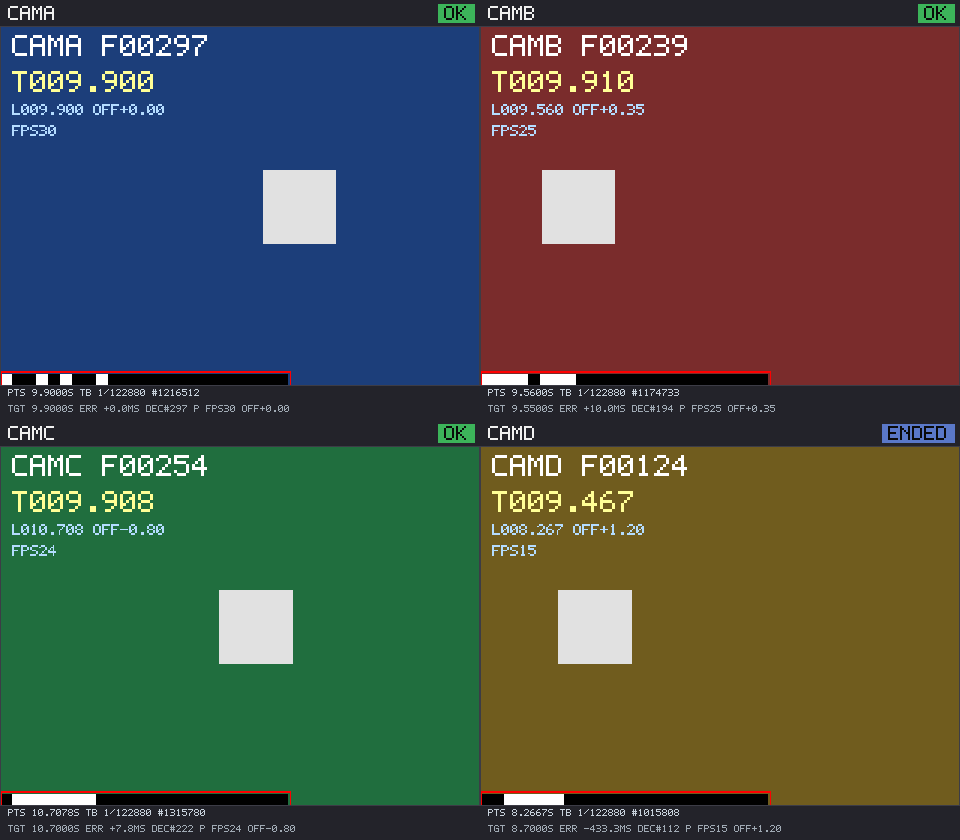 CAMA OK
CAMA F00297
T009.900
L009.900 OFF+0.00
FPS30
PTS 9.9000S TB 1/122880 #1216512
TGT 9.9000S ERR +0.0MS DEC#297 P FPS30 OFF+0.00
CAMB OK
CAMB F00239
T009.910
L009.560 OFF+0.35
FPS25
PTS 9.5600S TB 1/122880 #1174733
TGT 9.5500S ERR +10.0MS DEC#194 P FPS25 OFF+0.35
CAMC OK
CAMC F00254
T009.908
L010.708 OFF-0.80
FPS24
PTS 10.7078S TB 1/122880 #1315780
TGT 10.7000S ERR +7.8MS DEC#222 P FPS24 OFF-0.80
CAMD ENDED
CAMD F00124
T009.467
L008.267 OFF+1.20
FPS15
PTS 8.2667S TB 1/122880 #1015808
TGT 8.7000S ERR -433.3MS DEC#112 P FPS15 OFF+1.20